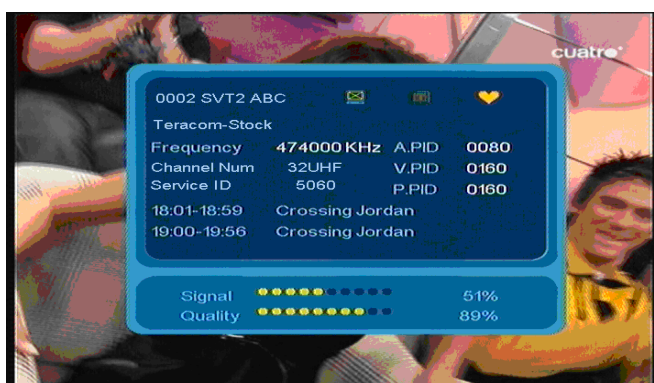 cuatro
0002 SVT2 ABC
Teracom-Stock
Frequency 474000 KHz A.PID 0080
Channel Num 32UHF V.PID 0160
Service ID 5060 P.PID 0160
18:01-18:59 Crossing Jordan
19:00-19:56 Crossing Jordan
Signal 51%
Quality 89%